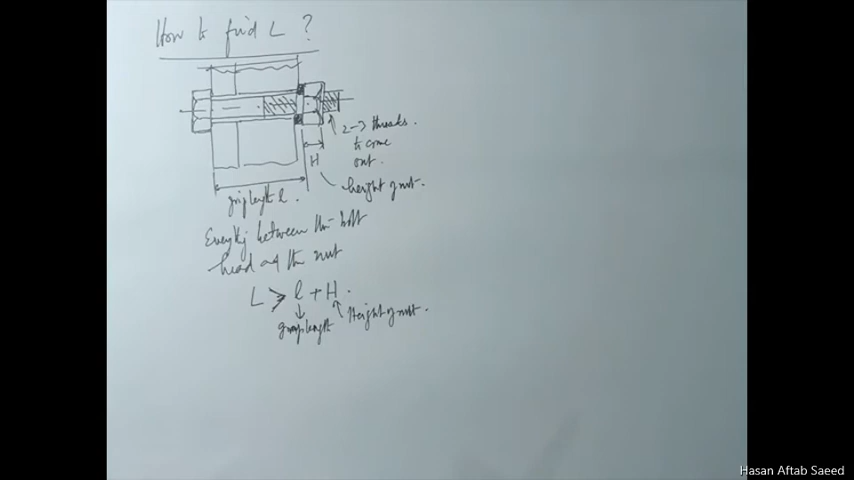 How to find L ?
2-3 threads.
to come
out.
H
height of nut.
grip length l.
Everything between the bolt
head and the nut
L > l + H.
grip length
Height of nut.
Hasan Aftab Saeed